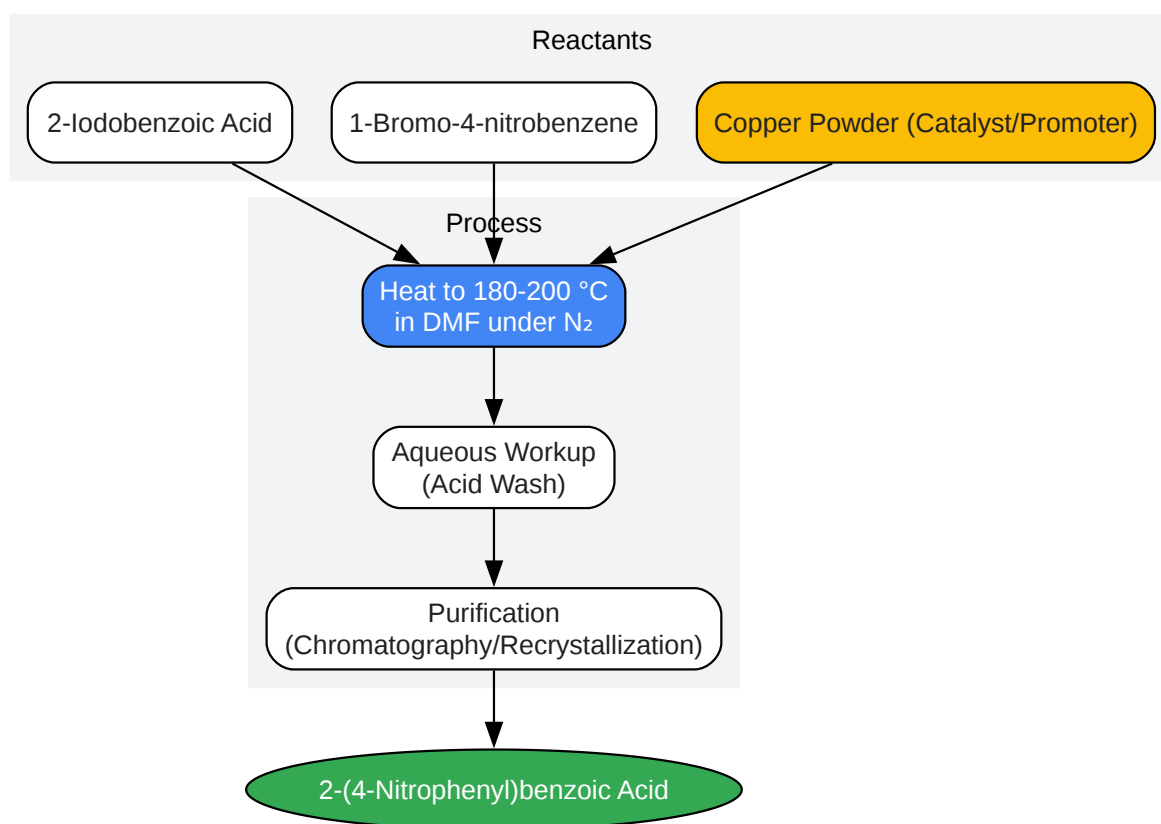 Reactants
2-Iodobenzoic Acid
1-Bromo-4-nitrobenzene
Copper Powder (Catalyst/Promoter)
Process
Heat to 180-200 °C
in DMF under N₂
Aqueous Workup
(Acid Wash)
Purification
(Chromatography/Recrystallization)
2-(4-Nitrophenyl)benzoic Acid